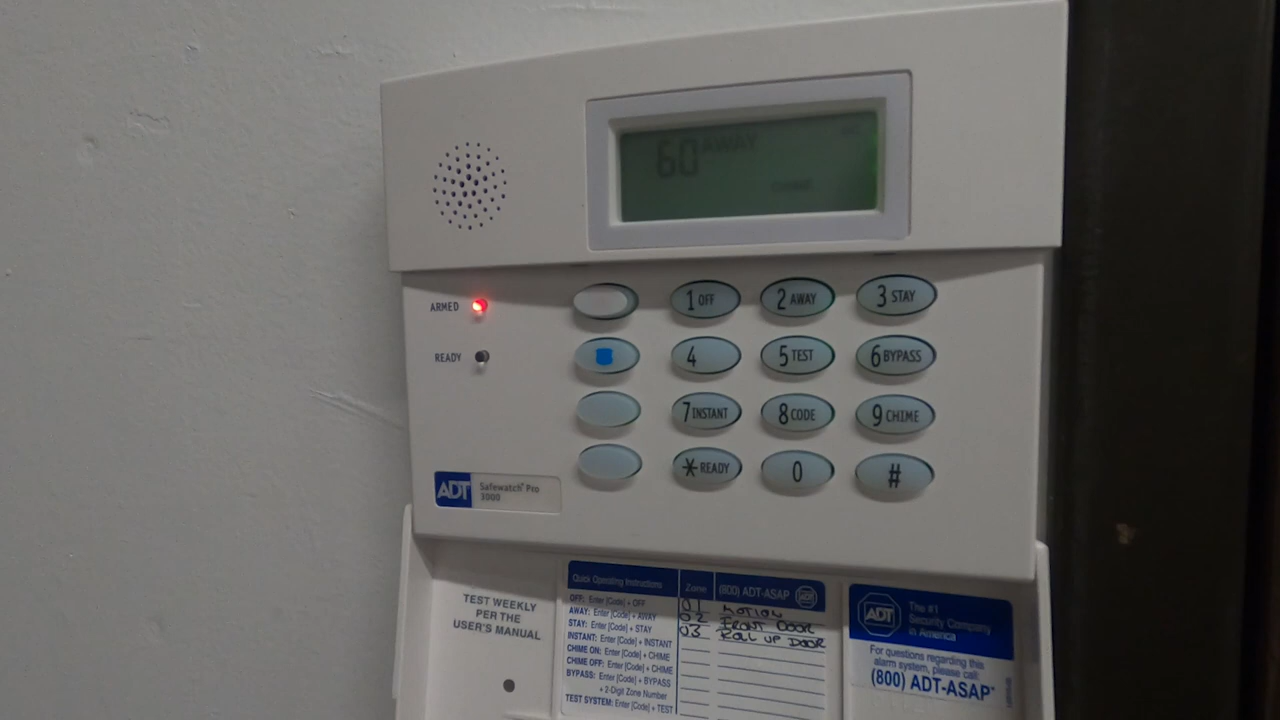 60 AWAY
ARMED
READY
1 OFF
2 AWAY
3 STAY
4
5 TEST
6 BYPASS
7 INSTANT
8 CODE
9 CHIME
* READY
0
#
ADT
Safewatch® Pro
3000
TEST WEEKLY
PER THE
USER'S MANUAL
Quick Operating Instructions
OFF: Enter [Code] + OFF
AWAY: Enter [Code] + AWAY
STAY: Enter [Code] + STAY
INSTANT: Enter [Code] + INSTANT
CHIME ON: Enter [Code] + CHIME
CHIME OFF: Enter [Code] + CHIME
BYPASS: Enter [Code] + BYPASS
+ 2-Digit Zone Number
TEST SYSTEM: Enter [Code] + TEST
Zone (800) ADT-ASAP ADT
01 MOTION
02 FRONT DOOR
03 ROLL UP DOOR
ADT
The #1
Security Company
in America
For questions regarding this
alarm system, please call:
(800) ADT-ASAP®